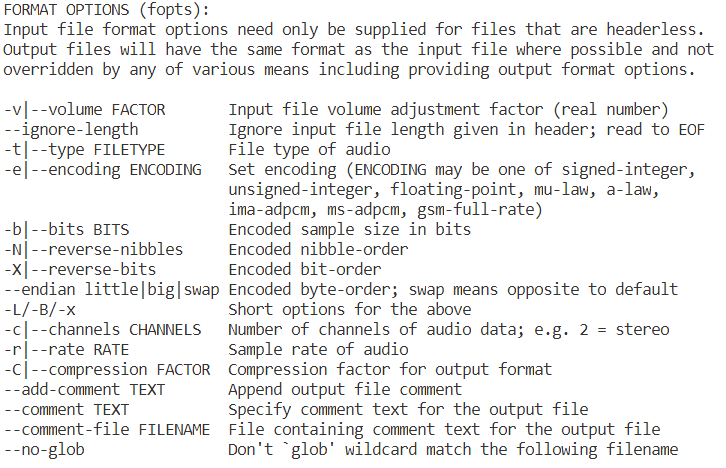 FORMAT OPTIONS (fopts):
Input file format options need only be supplied for files that are headerless.
Output files will have the same format as the input file where possible and not
overridden by any of various means including providing output format options.

-v|--volume FACTOR       Input file volume adjustment factor (real number)
--ignore-length          Ignore input file length given in header; read to EOF
-t|--type FILETYPE       File type of audio
-e|--encoding ENCODING   Set encoding (ENCODING may be one of signed-integer,
                         unsigned-integer, floating-point, mu-law, a-law,
                         ima-adpcm, ms-adpcm, gsm-full-rate)
-b|--bits BITS           Encoded sample size in bits
-N|--reverse-nibbles     Encoded nibble-order
-X|--reverse-bits        Encoded bit-order
--endian little|big|swap Encoded byte-order; swap means opposite to default
-L/-B/-x                 Short options for the above
-c|--channels CHANNELS   Number of channels of audio data; e.g. 2 = stereo
-r|--rate RATE           Sample rate of audio
-C|--compression FACTOR  Compression factor for output format
--add-comment TEXT       Append output file comment
--comment TEXT           Specify comment text for the output file
--comment-file FILENAME  File containing comment text for the output file
--no-glob                Don't `glob' wildcard match the following filename